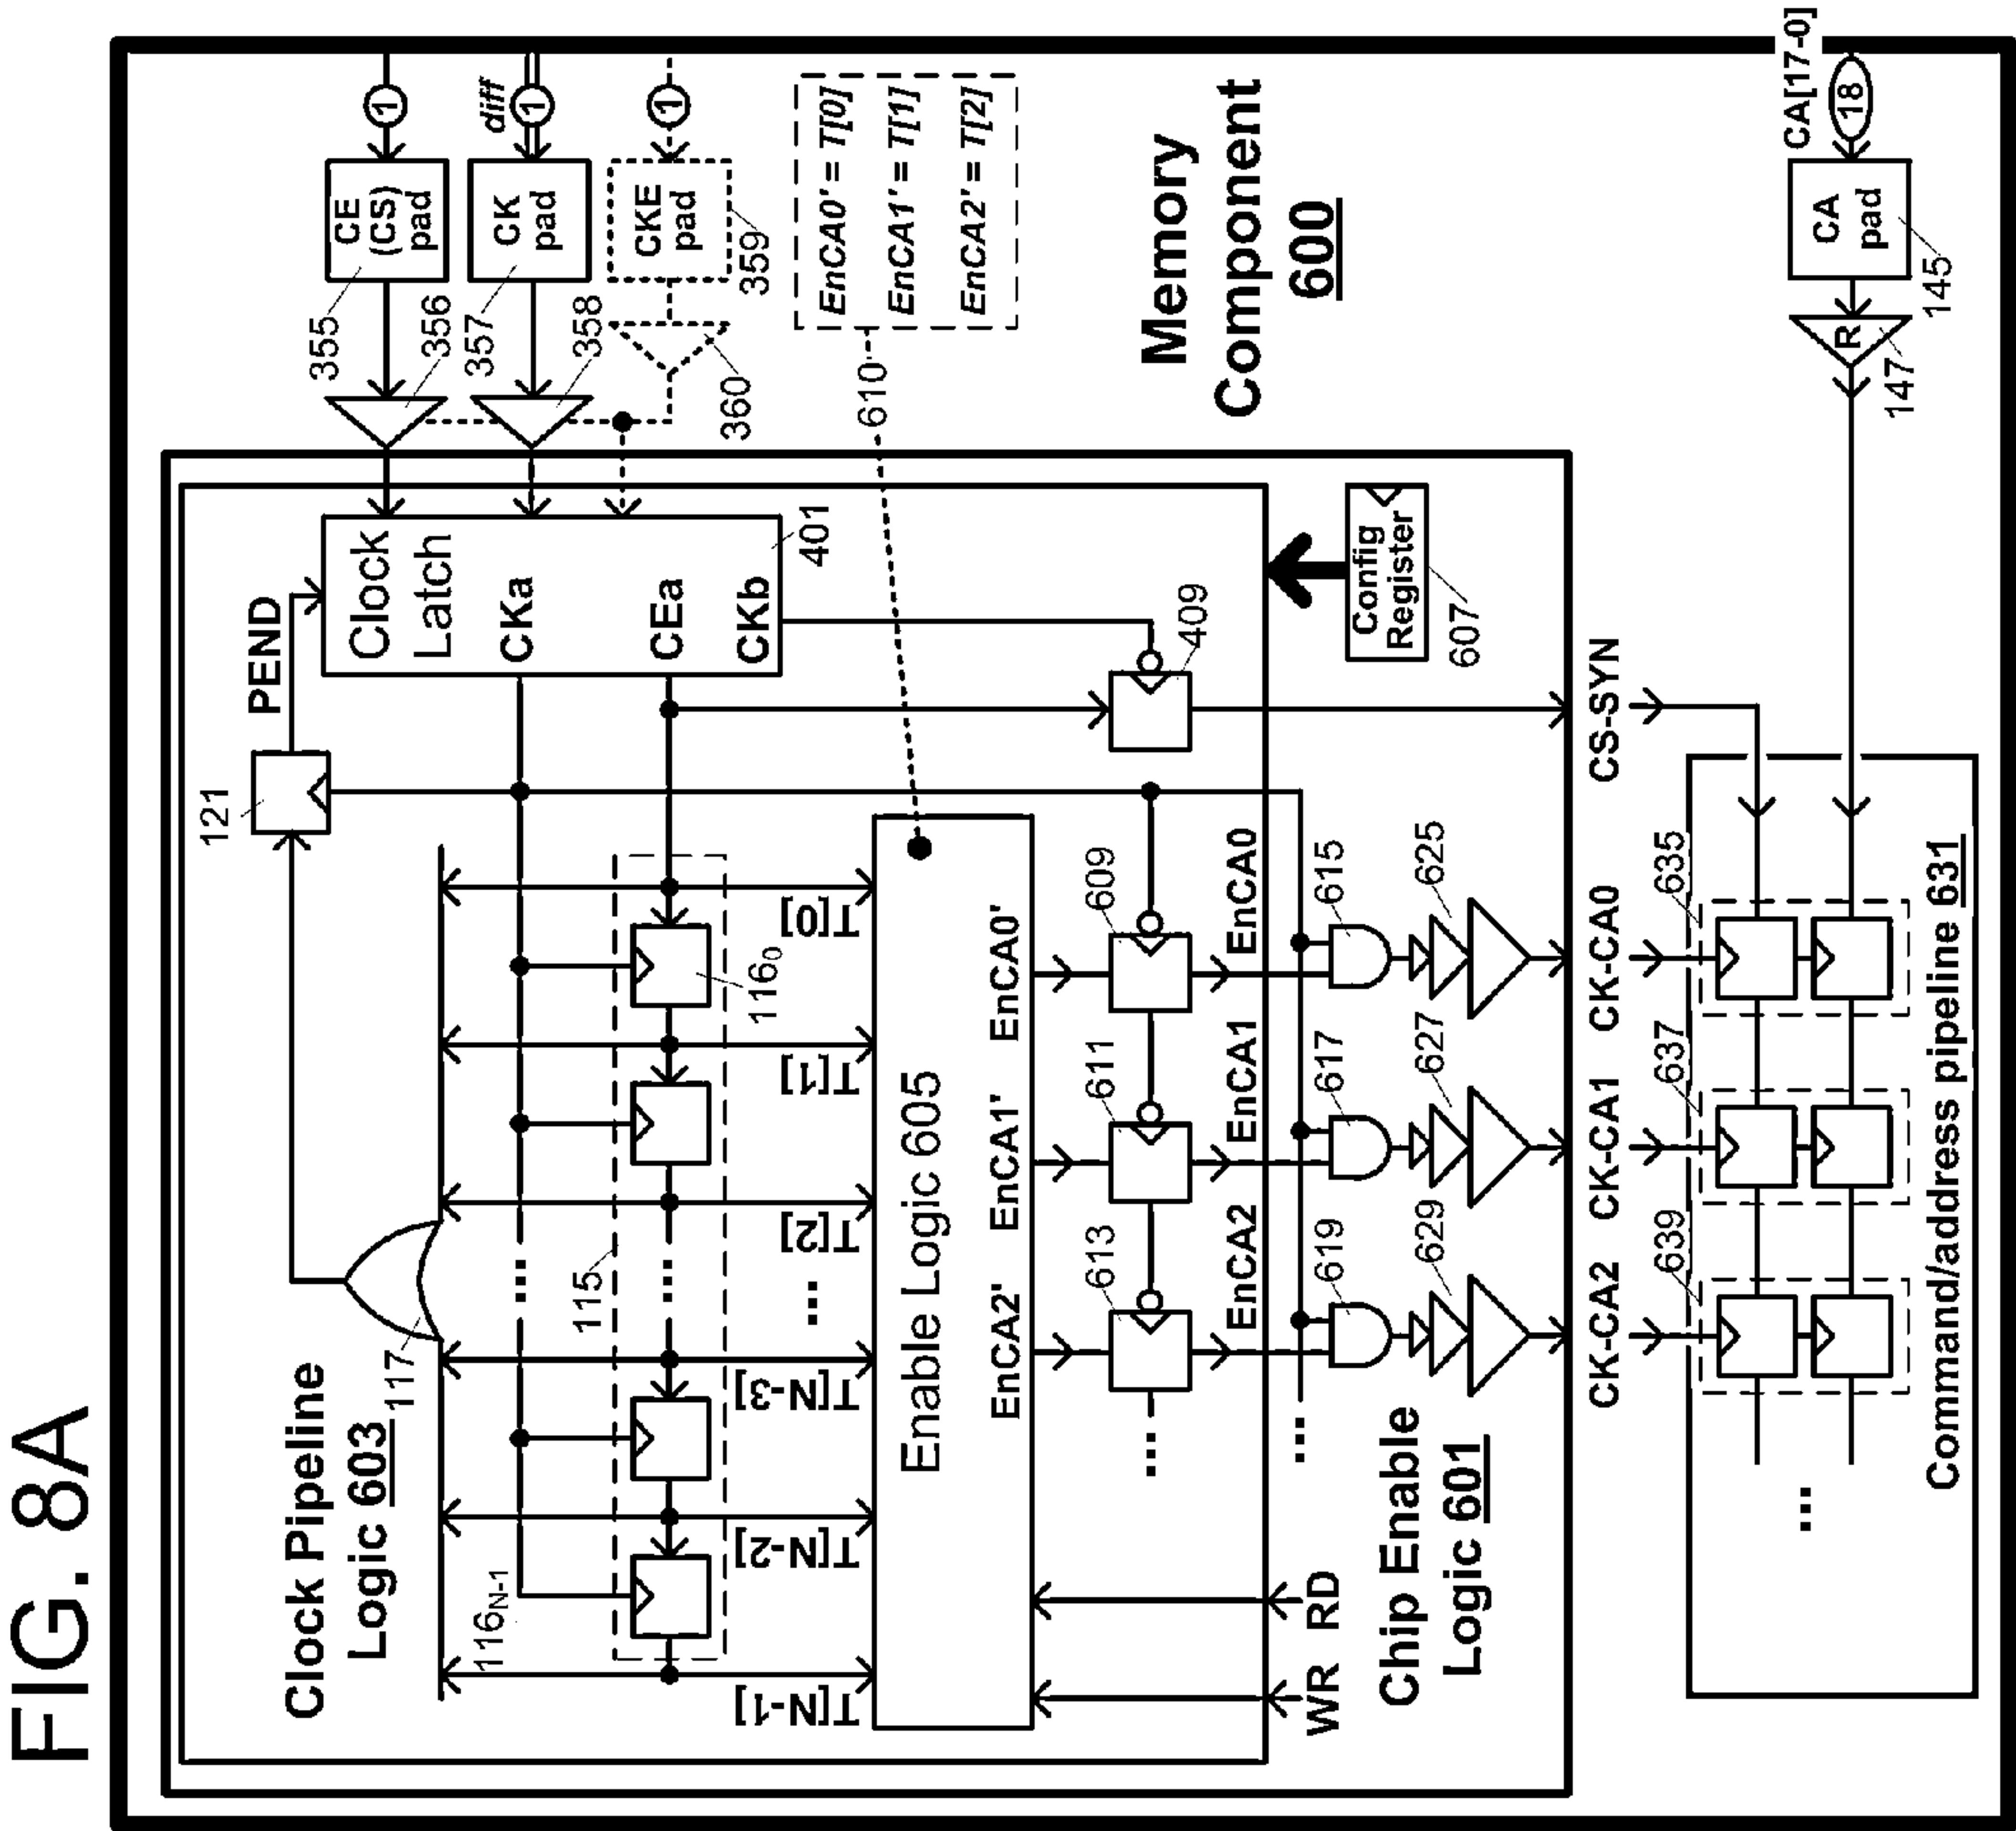 FIG. 8A
Clock Pipeline
Logic 603
117
121
PEND
Clock
Latch
CKa
CEa
CKb
401
355
356
357
358
CE
(CS)
pad
1
diff
CK
pad
1
CKE
pad
1
359
360
116N-1
115
116₀
T[N-1]
T[N-2]
T[N-3]
...
T[2]
T[1]
T[0]
610
EnCA0' = T[0]
EnCA1' = T[1]
EnCA2' = T[2]
Enable Logic 605
EnCA2'
EnCA1'
EnCA0'
...
613
611
609
409
EnCA2
EnCA1
EnCA0
Config
Register
607
Memory
Component
600
WR
RD
Chip Enable
Logic 601
...
619
617
615
629
627
625
CK-CA2
CK-CA1
CK-CA0
CS-SYN
639
637
635
...
Command/address pipeline 631
R
147
CA
pad
145
18
CA[17-0]